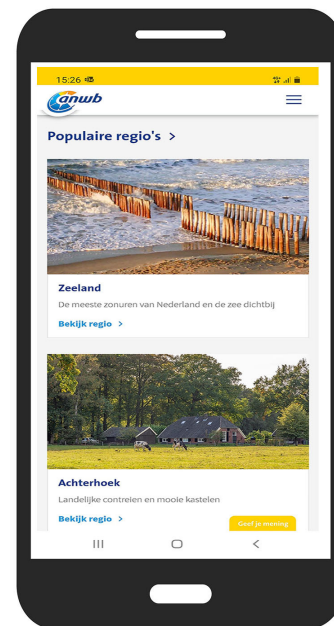 15:26
anwb
Populaire regio's >
Zeeland
De meeste zonuren van Nederland en de zee dichtbij
Bekijk regio >
Achterhoek
Landelijke contreien en mooie kastelen
Bekijk regio >
Geef je mening